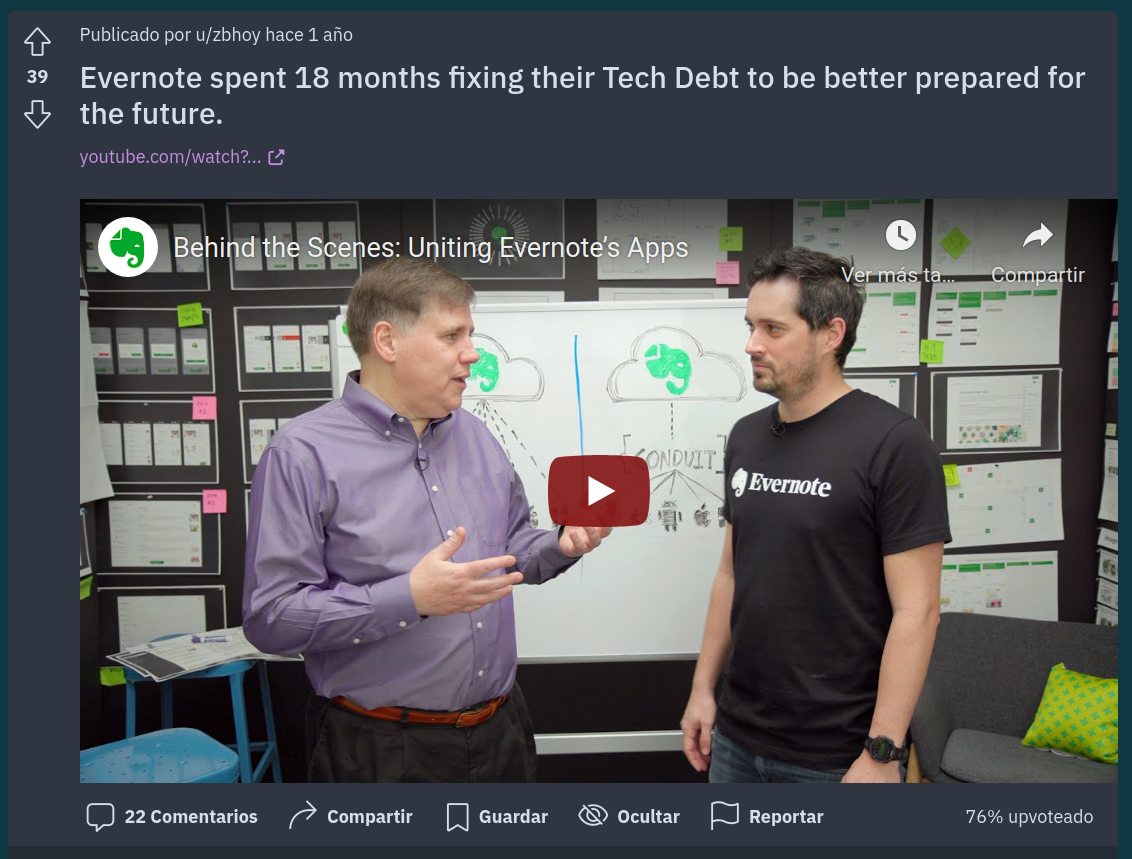 Publicado por u/zbhoy hace 1 año
39
Evernote spent 18 months fixing their Tech Debt to be better prepared for
the future.
youtube.com/watch?...
Behind the Scenes: Uniting Evernote’s Apps
Ver más ta...
Compartir
CONDUIT
Evernote
22 Comentarios
Compartir
Guardar
Ocultar
Reportar
76% upvoteado